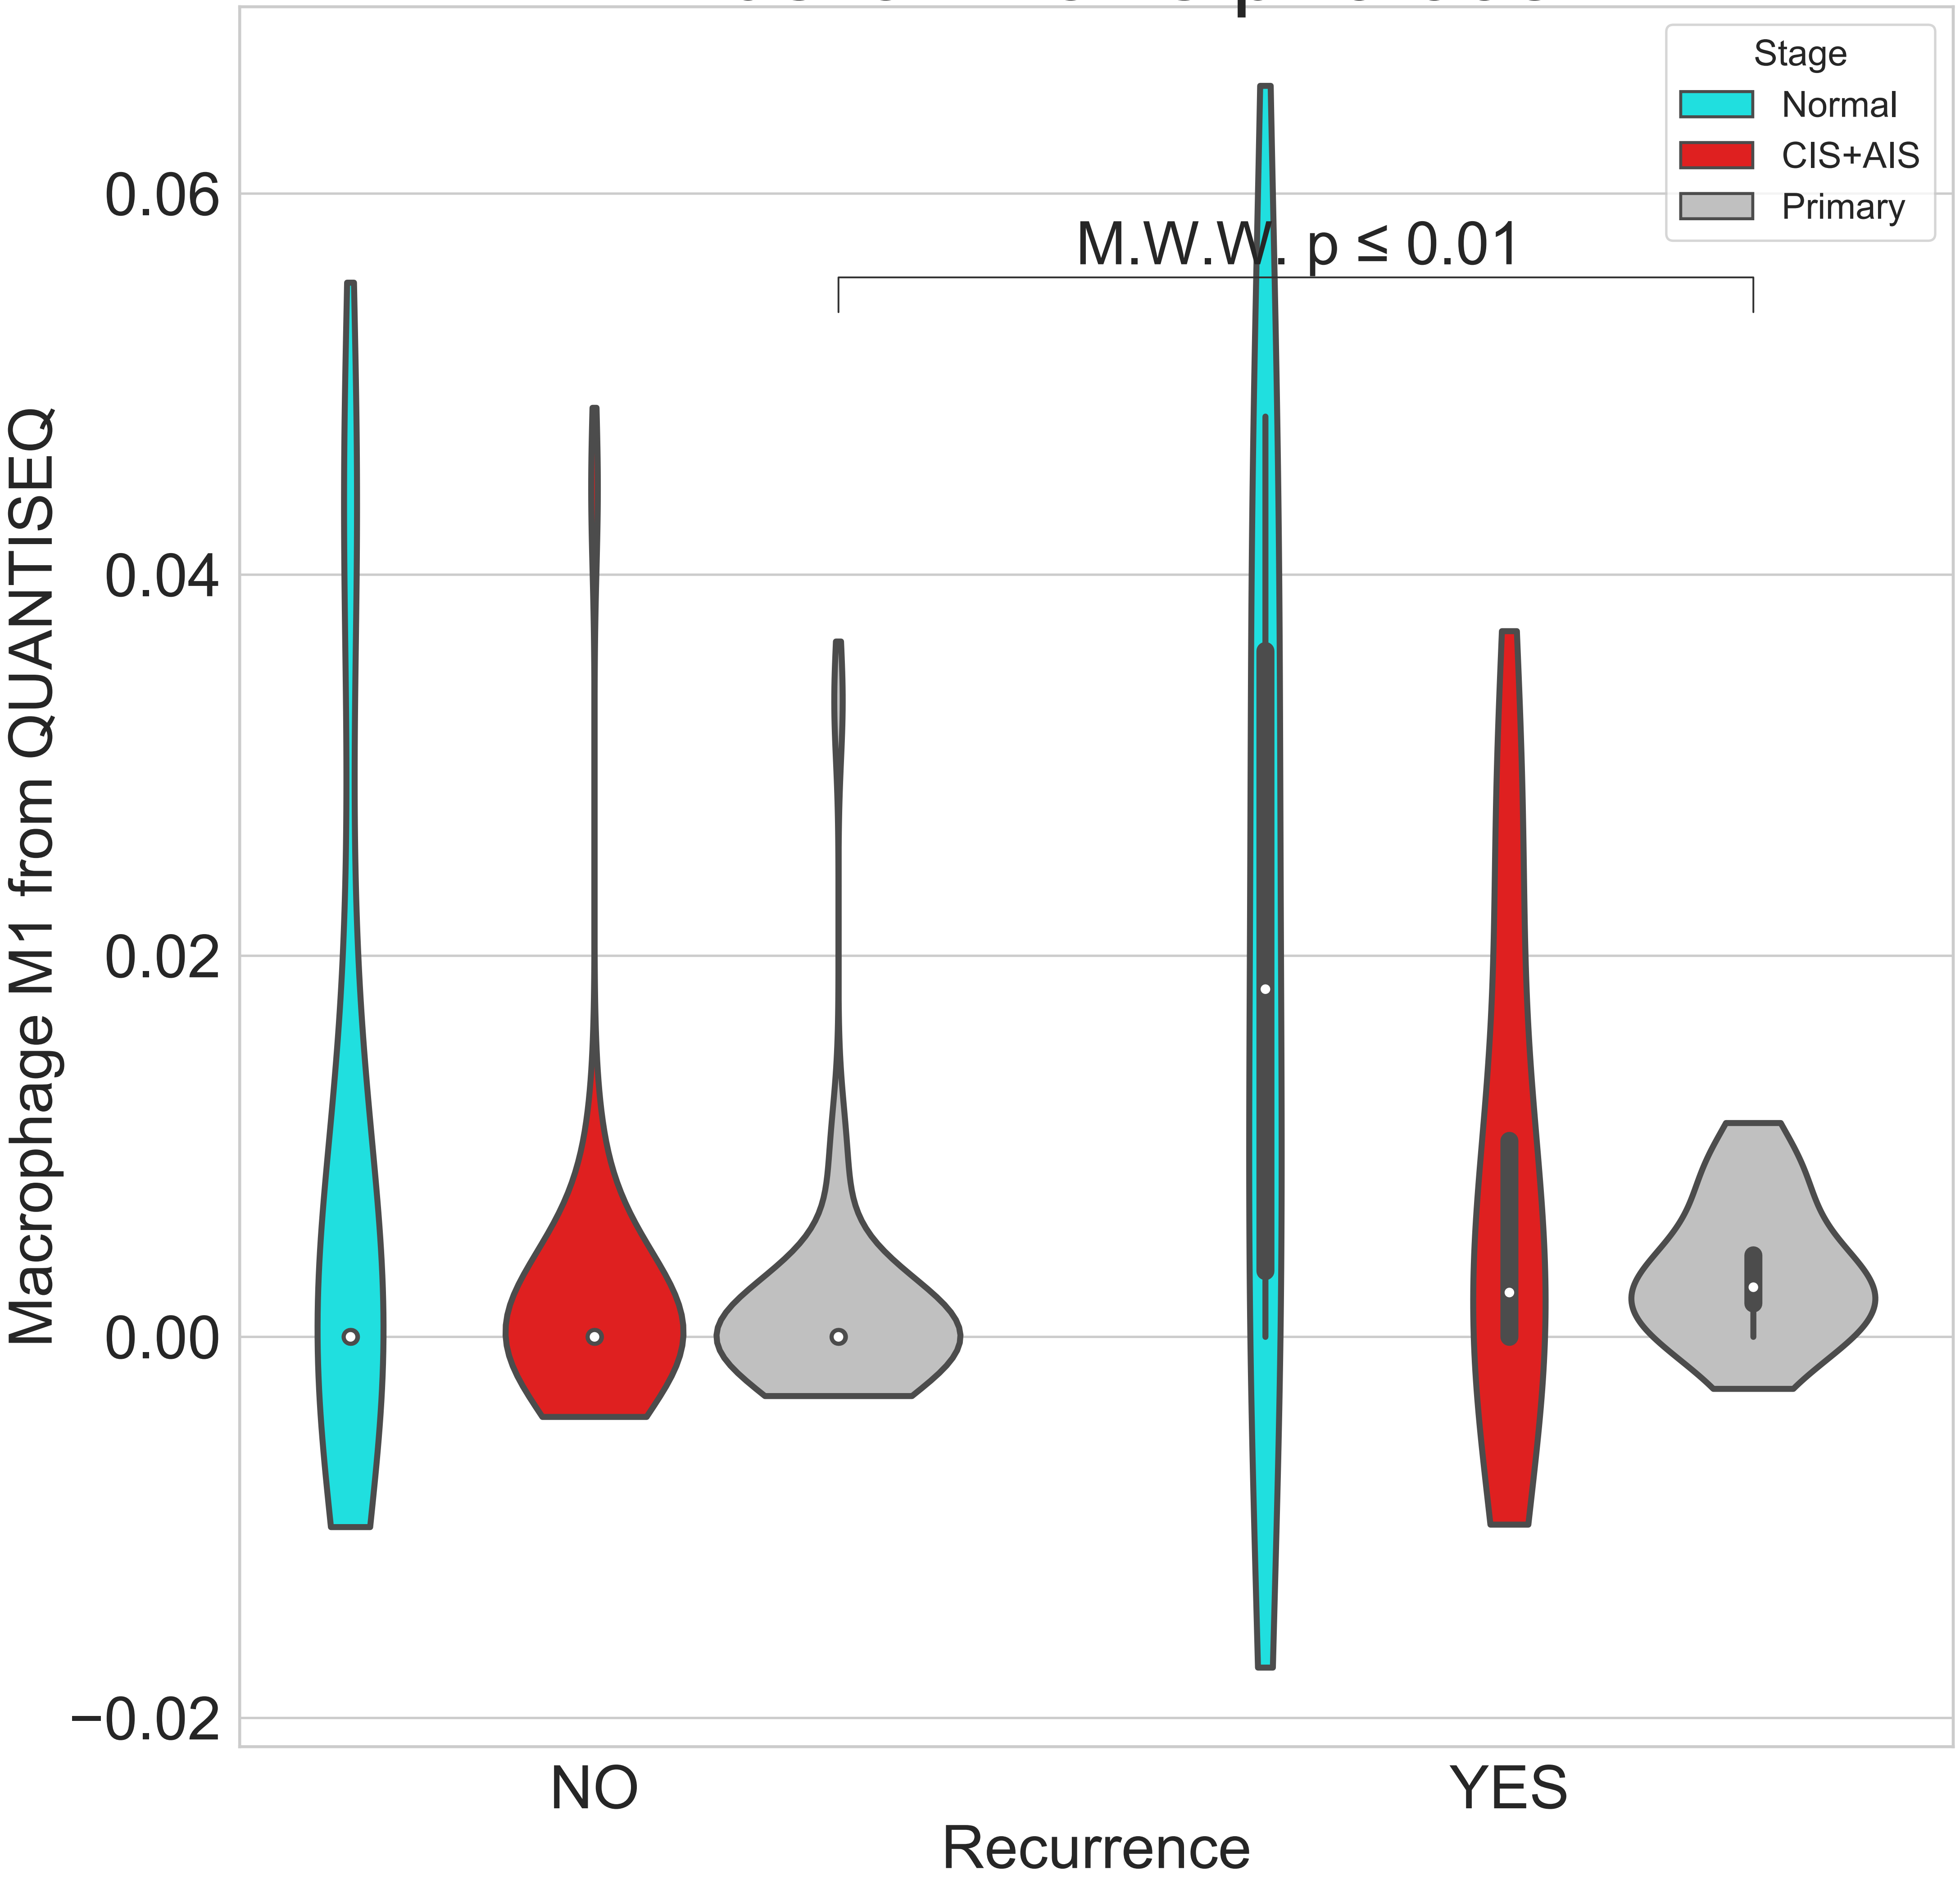 Stage
Normal
CIS+AIS
Primary
M.W.W. p ≤ 0.01
0.06
0.04
0.02
0.00
−0.02
Macrophage M1 from QUANTISEQ
NO
YES
Recurrence